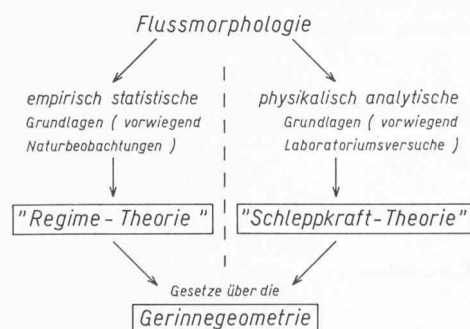 Flussmorphologie
empirisch statistische
Grundlagen ( vorwiegend
Naturbeobachtungen )
physikalisch analytische
Grundlagen ( vorwiegend
Laboratoriumsversuche )
"Regime - Theorie "
"Schleppkraft-Theorie"
Gesetze über die
Gerinnegeometrie